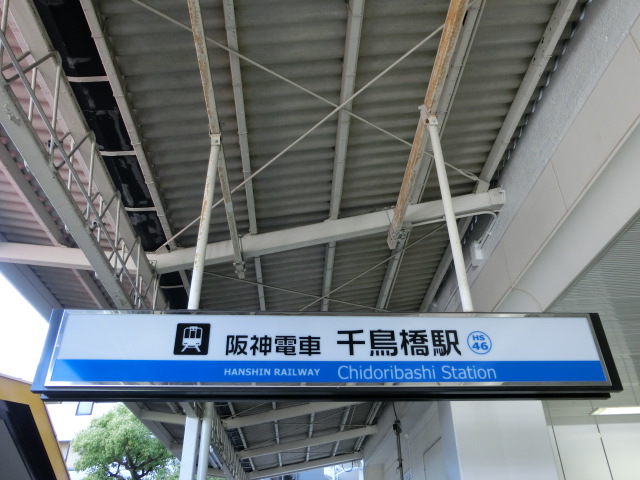 阪神電車 千鳥橋駅 HS 46
HANSHIN RAILWAY Chidoribashi Station